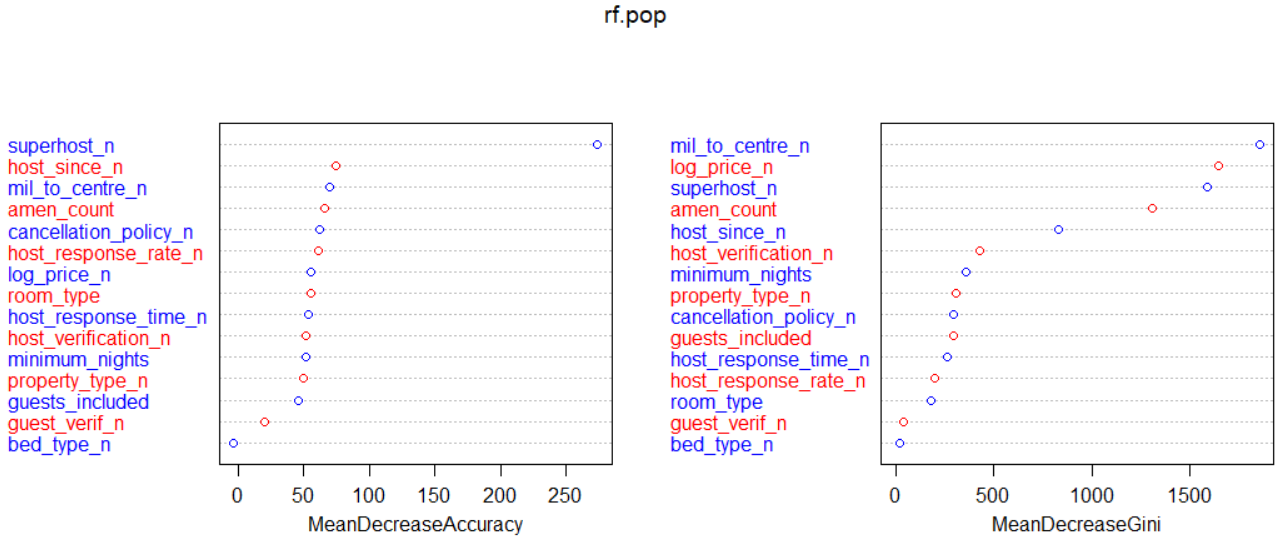 rf.pop
superhost_n
host_since_n
mil_to_centre_n
amen_count
cancellation_policy_n
host_response_rate_n
log_price_n
room_type
host_response_time_n
host_verification_n
minimum_nights
property_type_n
guests_included
guest_verif_n
bed_type_n
0 50 100 150 200 250
MeanDecreaseAccuracy
mil_to_centre_n
log_price_n
superhost_n
amen_count
host_since_n
host_verification_n
minimum_nights
property_type_n
cancellation_policy_n
guests_included
host_response_time_n
host_response_rate_n
room_type
guest_verif_n
bed_type_n
0 500 1000 1500
MeanDecreaseGini